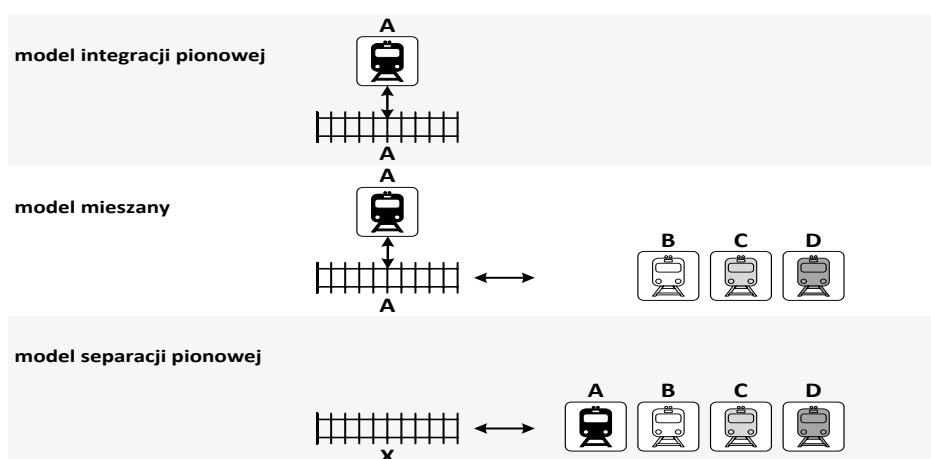 A
model integracji pionowej
A
A
model mieszany
B C D
A
model separacji pionowej
A B C D
X